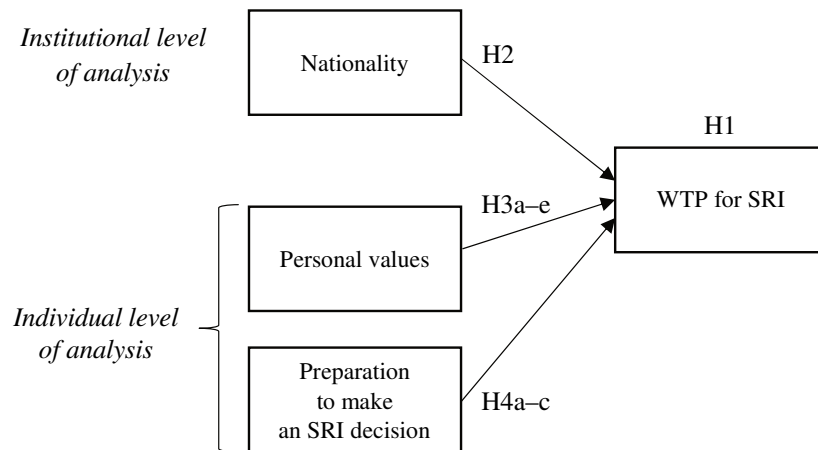 Institutional level
of analysis
Nationality
H2
H1
WTP for SRI
H3a–e
Personal values
Individual level
of analysis
Preparation
to make
an SRI decision
H4a–c